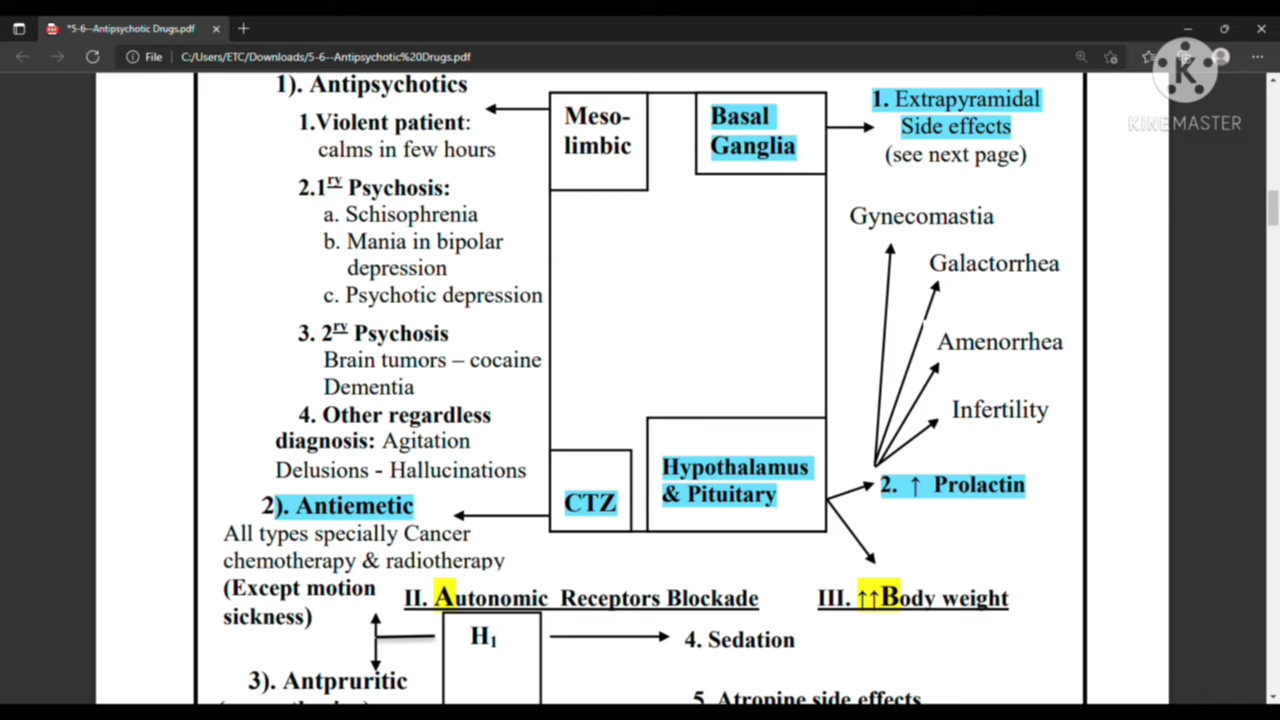 *5-6--Antipsychotic Drugs.pdf
File
C:/Users/ETC/Downloads/5-6--Antipsychotic%20Drugs.pdf
K
KINEMASTER
1). Antipsychotics
1.Violent patient:
calms in few hours
2.1ry Psychosis:
a. Schisophrenia
b. Mania in bipolar
depression
c. Psychotic depression
3. 2ry Psychosis
Brain tumors – cocaine
Dementia
4. Other regardless
diagnosis: Agitation
Delusions - Hallucinations
2). Antiemetic
All types specially Cancer
chemotherapy & radiotherapy
(Except motion
sickness)
3). Antpruritic
Meso-
limbic
Basal
Ganglia
CTZ
Hypothalamus
& Pituitary
1. Extrapyramidal
Side effects
(see next page)
Gynecomastia
Galactorrhea
Amenorrhea
Infertility
2. ↑ Prolactin
II. Autonomic Receptors Blockade
III. ↑↑Body weight
H1
4. Sedation
5. Atropine side effects